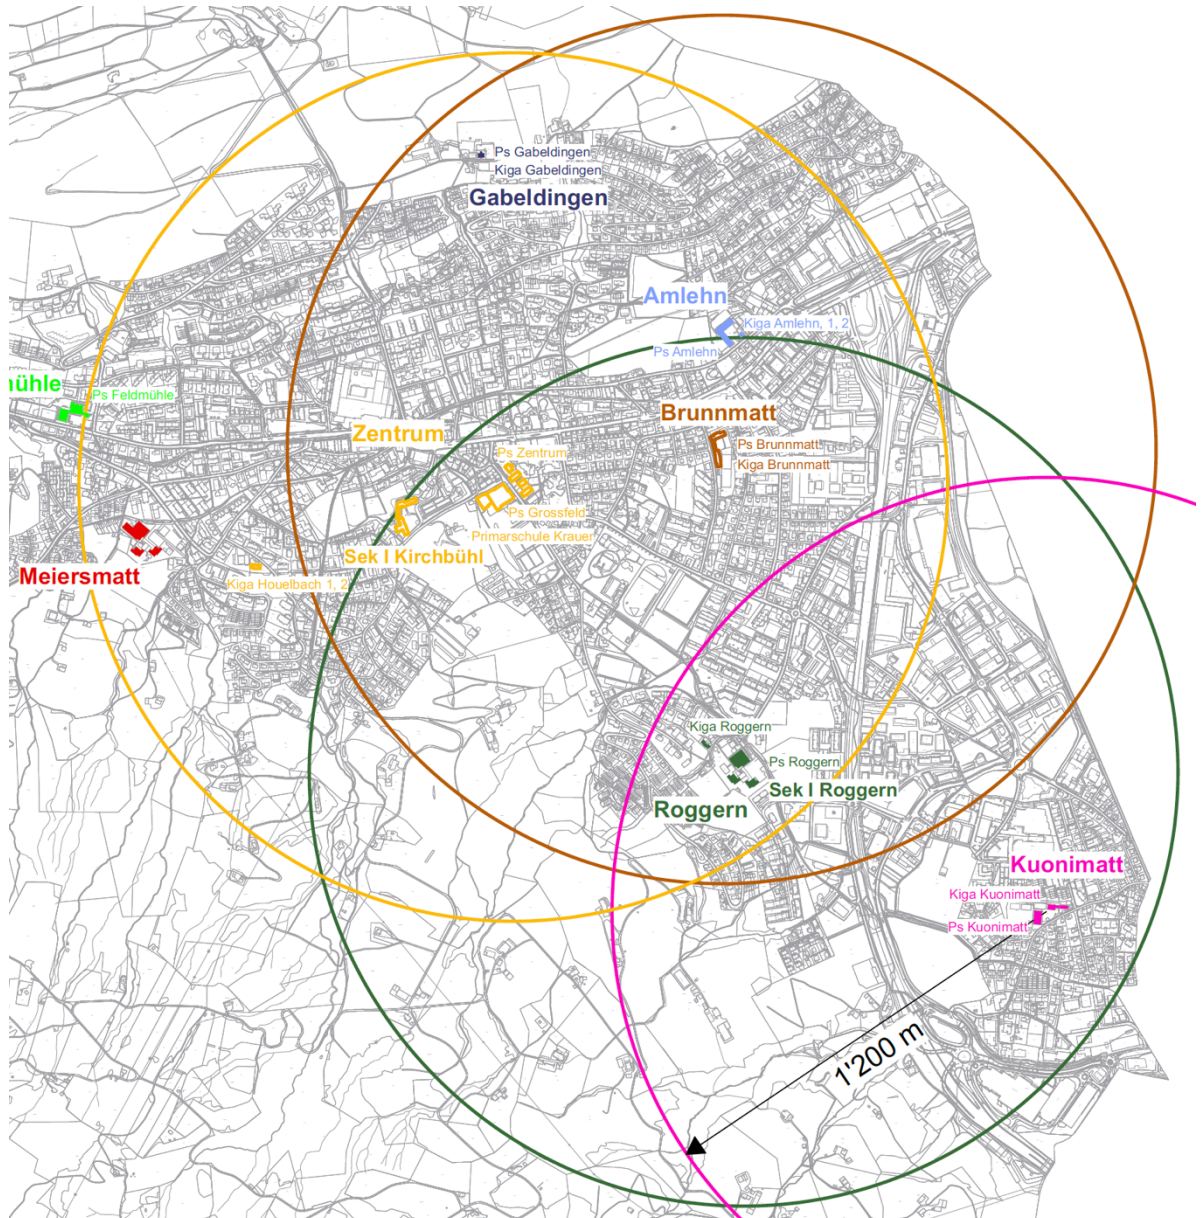 Ps Gabeldingen
Kiga Gabeldingen
Gabeldingen
Amlehn
Kiga Amlehn, 1, 2
Ps Amlehn
ühle
Ps Feldmühle
Brunnmatt
Ps Brunnmatt
Kiga Brunnmatt
Zentrum
Ps Zentrum
Ps Grossfeld
Primarschule Krauer
Sek I Kirchbühl
Meiersmatt
Kiga Houelbach 1, 2
Kiga Roggern
Ps Roggern
Sek I Roggern
Roggern
Kuonimatt
Kiga Kuonimatt
Ps Kuonimatt
1'200 m